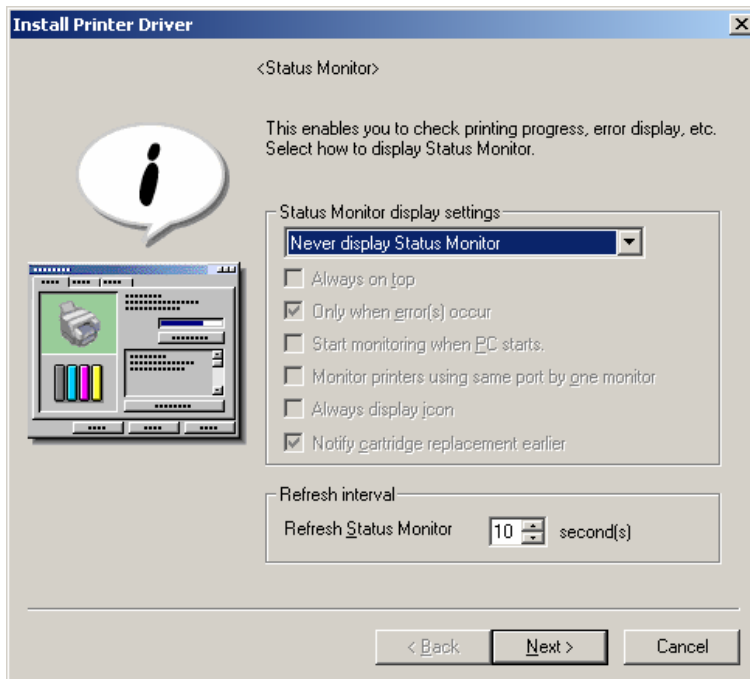 Install Printer Driver
<Status Monitor>
This enables you to check printing progress, error display, etc.
Select how to display Status Monitor.
Status Monitor display settings
Never display Status Monitor
Always on top
Only when error(s) occur
Start monitoring when PC starts.
Monitor printers using same port by one monitor
Always display icon
Notify cartridge replacement earlier
Refresh interval
Refresh Status Monitor 10 second(s)
< Back Next > Cancel